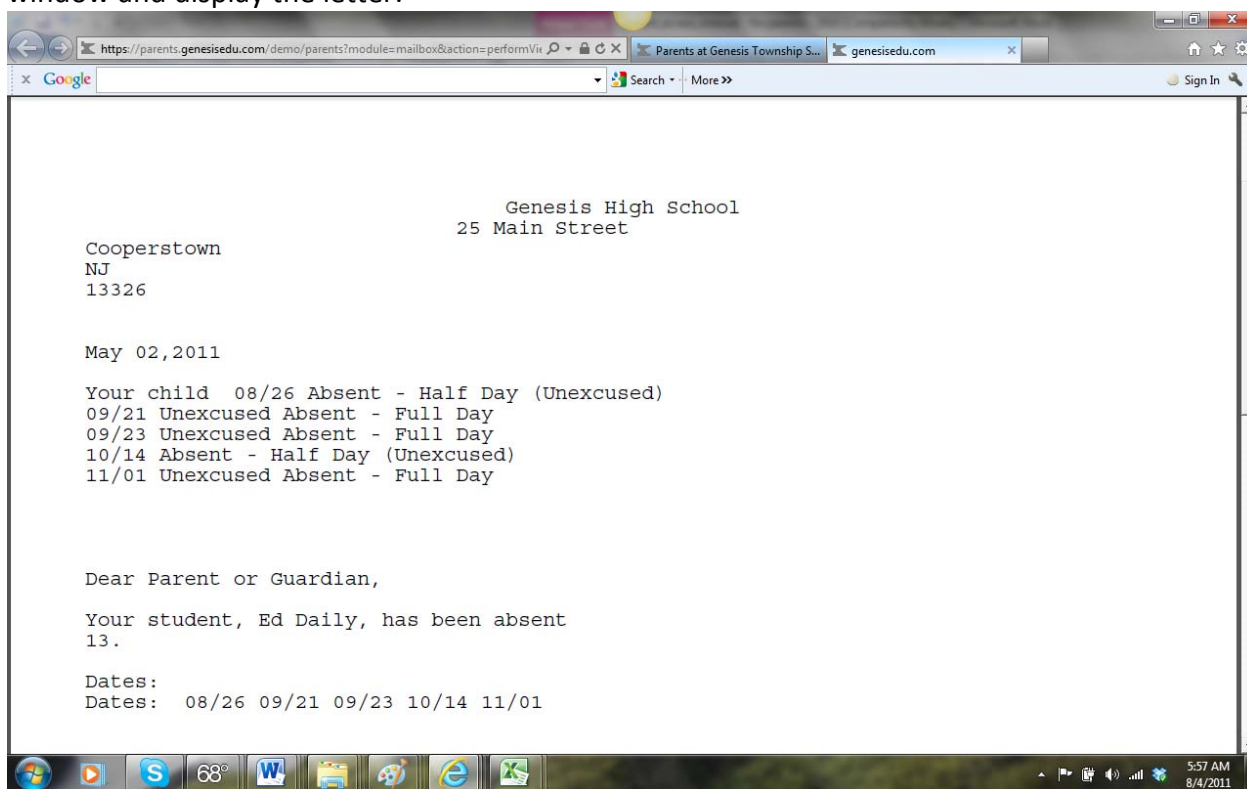 window and display the letter.
https://parents.genesisedu.com/demo/parents?module=mailbox&action=performVie
Parents at Genesis Township S...
genesisedu.com
x Google
Search
More >>
Sign In
Genesis High School
25 Main Street
Cooperstown
NJ
13326
May 02,2011
Your child  08/26 Absent - Half Day (Unexcused)
09/21 Unexcused Absent - Full Day
09/23 Unexcused Absent - Full Day
10/14 Absent - Half Day (Unexcused)
11/01 Unexcused Absent - Full Day
Dear Parent or Guardian,
Your student, Ed Daily, has been absent
13.
Dates:
Dates:  08/26 09/21 09/23 10/14 11/01
68°
5:57 AM
8/4/2011